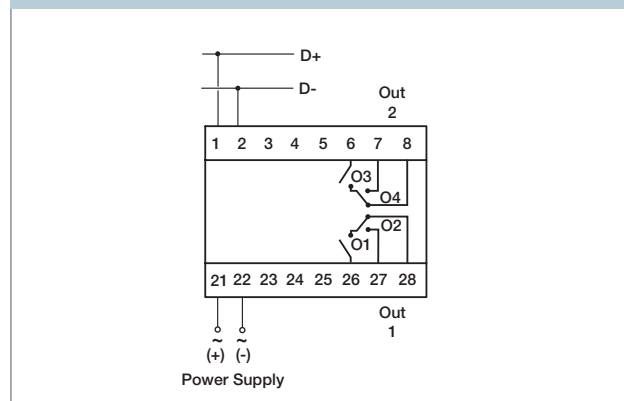 D+
D-
Out
2
1 2 3 4 5 6 7 8
O3
O4
O2
O1
21 22 23 24 25 26 27 28
Out
1
~ ~
(+) (-)
Power Supply